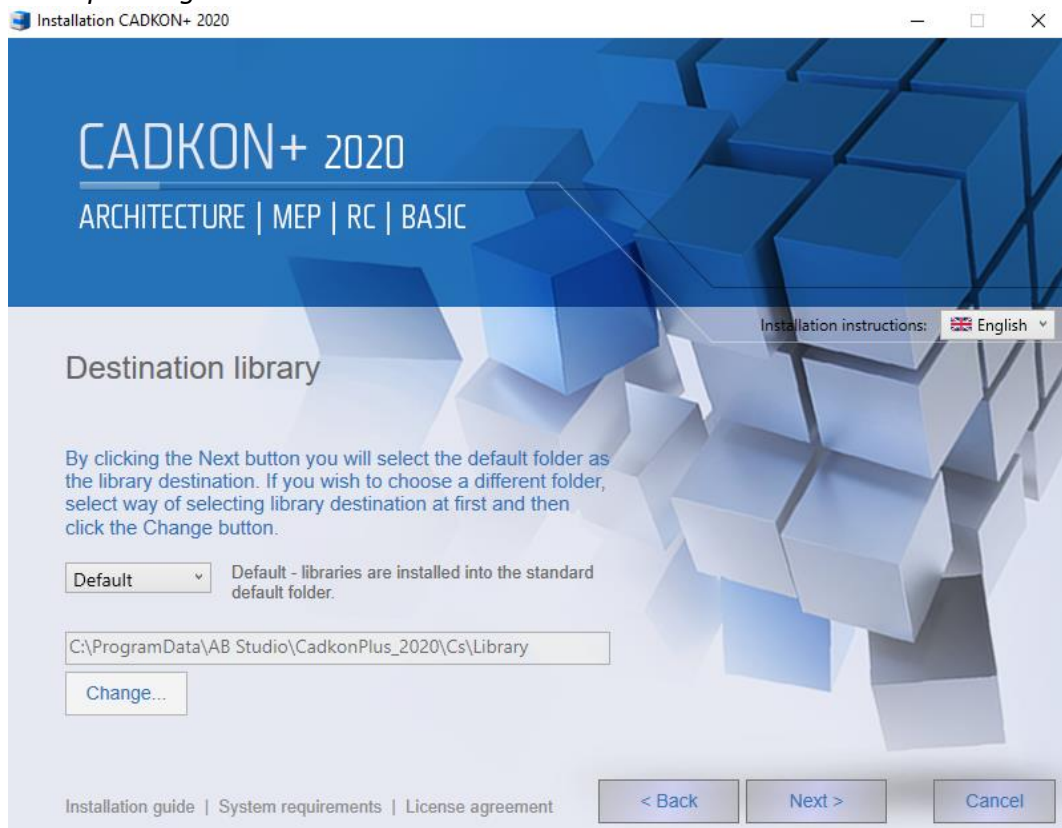 Installation CADKON+ 2020
CADKON+ 2020
ARCHITECTURE | MEP | RC | BASIC
Installation instructions: English
Destination library
By clicking the Next button you will select the default folder as
the library destination. If you wish to choose a different folder,
select way of selecting library destination at first and then
click the Change button.
Default
Default - libraries are installed into the standard
default folder.
C:\ProgramData\AB Studio\CadkonPlus_2020\Cs\Library
Change...
Installation guide | System requirements | License agreement
< Back
Next >
Cancel